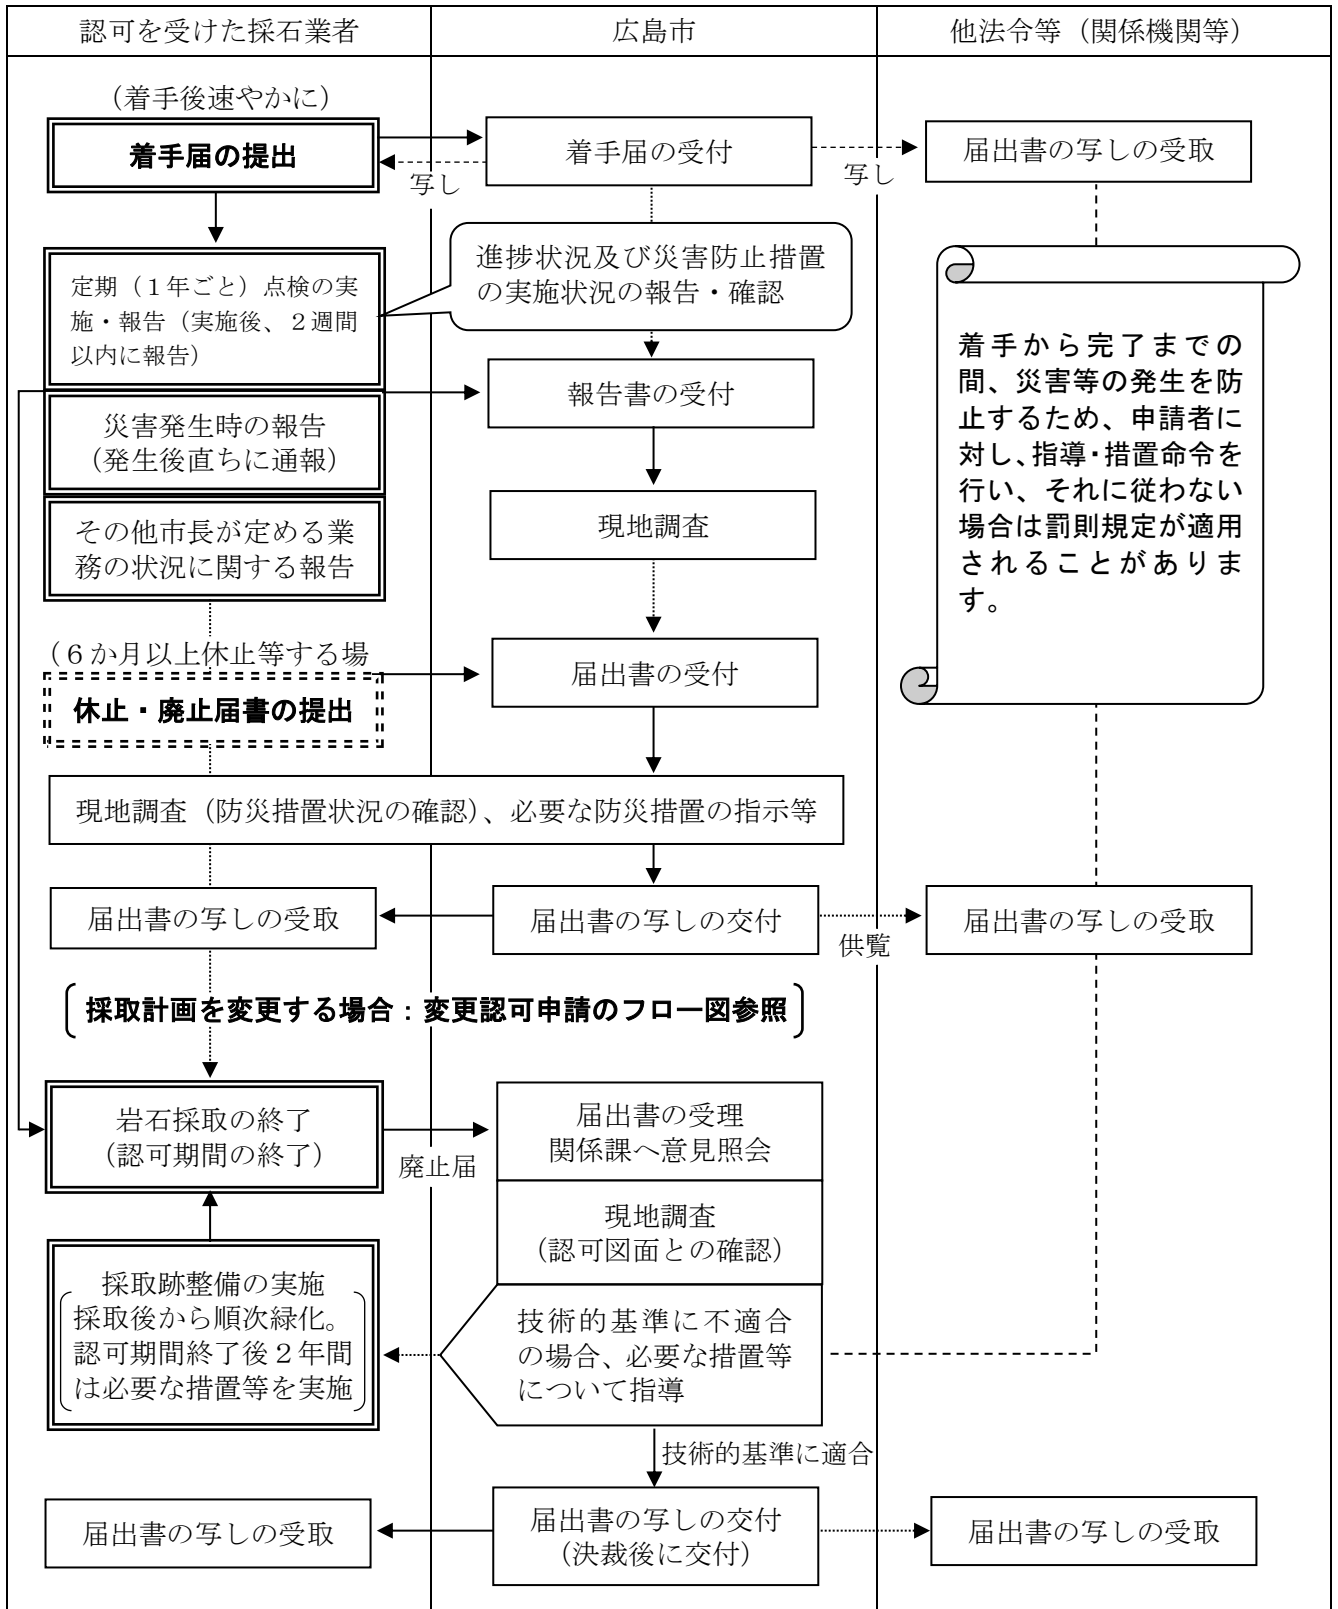 認可を受けた採石業者
広島市
他法令等（関係機関等）
（着手後速やかに）
着手届の提出
着手届の受付
届出書の写しの受取
写し
写し
進捗状況及び災害防止措置
の実施状況の報告・確認
定期（１年ごと）点検の実
施・報告（実施後、２週間
以内に報告）
報告書の受付
災害発生時の報告
（発生後直ちに通報）
現地調査
その他市長が定める業
務の状況に関する報告
着手から完了までの
間、災害等の発生を防
止するため、申請者に
対し、指導・措置命令を
行い、それに従わない
場合は罰則規定が適用
されることがありま
す。
（６か月以上休止等する場
休止・廃止届書の提出
届出書の受付
現地調査（防災措置状況の確認）、必要な防災措置の指示等
届出書の写しの受取
届出書の写しの交付
供覧
届出書の写しの受取
採取計画を変更する場合：変更認可申請のフロー図参照
岩石採取の終了
（認可期間の終了）
廃止届
届出書の受理
関係課へ意見照会
現地調査
（認可図面との確認）
採取跡整備の実施
採取後から順次緑化。
認可期間終了後２年間
は必要な措置等を実施
技術的基準に不適合
の場合、必要な措置等
について指導
技術的基準に適合
届出書の写しの受取
届出書の写しの交付
（決裁後に交付）
届出書の写しの受取